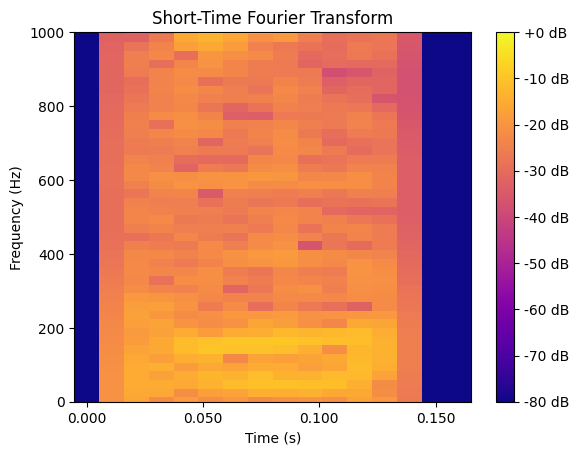 Short-Time Fourier Transform
1000
800
600
400
200
0
Frequency (Hz)
0.000
0.050
0.100
0.150
Time (s)
+0 dB
-10 dB
-20 dB
-30 dB
-40 dB
-50 dB
-60 dB
-70 dB
-80 dB